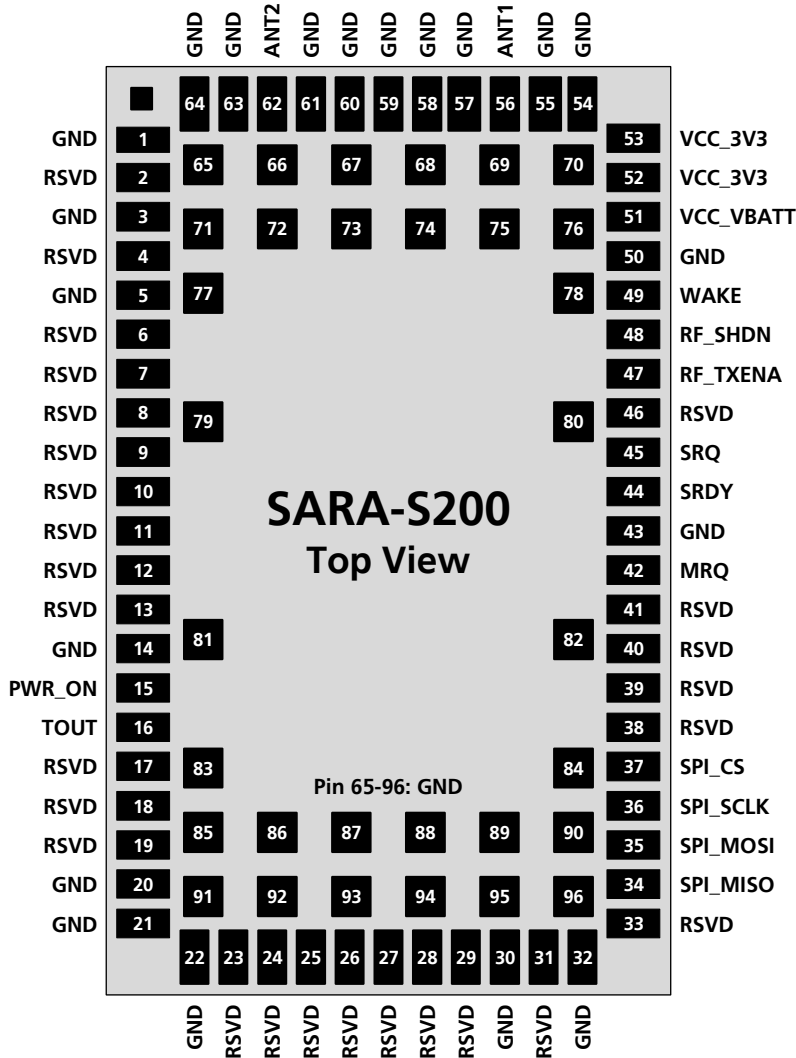 GND GND ANT2 GND GND GND GND GND ANT1 GND GND
64 63 62 61 60 59 58 57 56 55 54
GND 1 53 VCC_3V3
65 66 67 68 69 70
RSVD 2 52 VCC_3V3
GND 3 51 VCC_VBATT
71 72 73 74 75 76
RSVD 4 50 GND
GND 5 77 78 49 WAKE
RSVD 6 48 RF_SHDN
RSVD 7 47 RF_TXENA
RSVD 8 79 80 46 RSVD
RSVD 9 45 SRQ
RSVD 10 44 SRDY
SARA-S200
RSVD 11 43 GND
Top View
RSVD 12 42 MRQ
RSVD 13 41 RSVD
GND 14 81 82 40 RSVD
PWR_ON 15 39 RSVD
TOUT 16 38 RSVD
RSVD 17 83 84 37 SPI_CS
Pin 65-96: GND
RSVD 18 36 SPI_SCLK
85 86 87 88 89 90
RSVD 19 35 SPI_MOSI
GND 20 34 SPI_MISO
91 92 93 94 95 96
GND 21 33 RSVD
22 23 24 25 26 27 28 29 30 31 32
GND RSVD RSVD RSVD RSVD RSVD RSVD RSVD GND RSVD GND